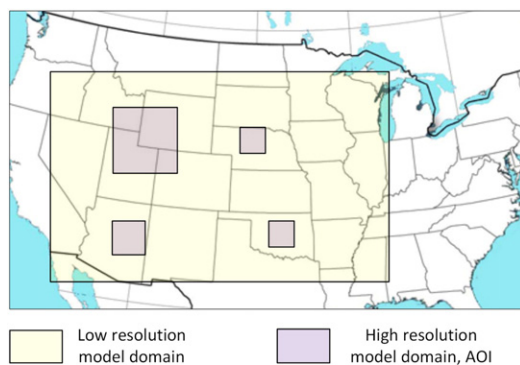 Low resolution
model domain
High resolution
model domain, AOI